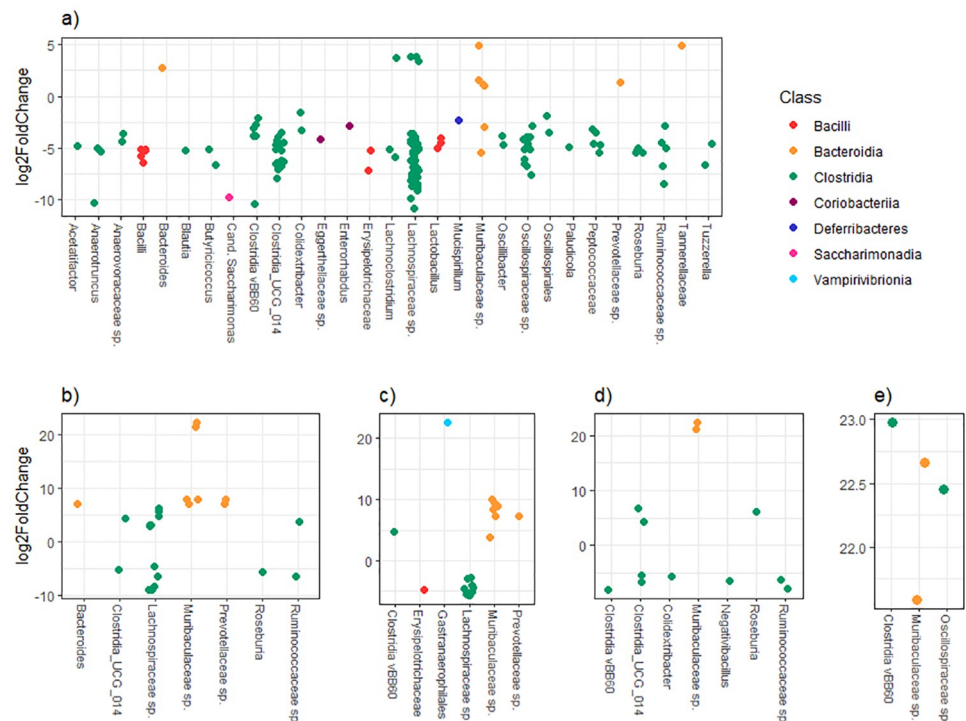 a)
log2FoldChange
5
0
-5
-10
Acetatifactor
Anaerotruncus
Anaerovoracaceae sp.
Bacilli
Bacteroides
Blautia
Butyricicoccus
Cand. Saccharimonas
Clostridia vBB60
Clostridia_UCG_014
Colidextribacter
Eggerthellaceae sp.
Enterorhabdus
Erysipelotrichaceae
Lachnoclostridium
Lachnospiraceae sp.
Lactobacillus
Mucispirillum
Muribaculaceae sp.
Oscillibacter
Oscillospiraceae sp.
Oscillospirales
Paludicola
Peptococcaceae
Prevotellaceae sp.
Roseburia
Ruminococcaceae sp.
Tannerellaceae
Tuzzerella
Class
Bacilli
Bacteroidia
Clostridia
Coriobacteriia
Deferribacteres
Saccharimonadia
Vampirivibrionia
b)
log2FoldChange
20
10
0
-10
Bacteroides
Clostridia_UCG_014
Lachnospiraceae sp.
Muribaculaceae sp.
Prevotellaceae sp.
Roseburia
Ruminococcaceae sp
c)
20
10
0
Clostridia vBB60
Erysipelotrichaceae
Gastranaerophilales
Lachnospiraceae sp.
Muribaculaceae sp.
Prevotellaceae sp.
d)
20
10
0
Clostridia vBB60
Clostridia_UCG_014
Colidextribacter
Muribaculaceae sp.
Negativibacillus
Roseburia
Ruminococcaceae sp
e)
23.0
22.5
22.0
Clostridia vBB60
Muribaculaceae sp.
Oscillospiraceae sp